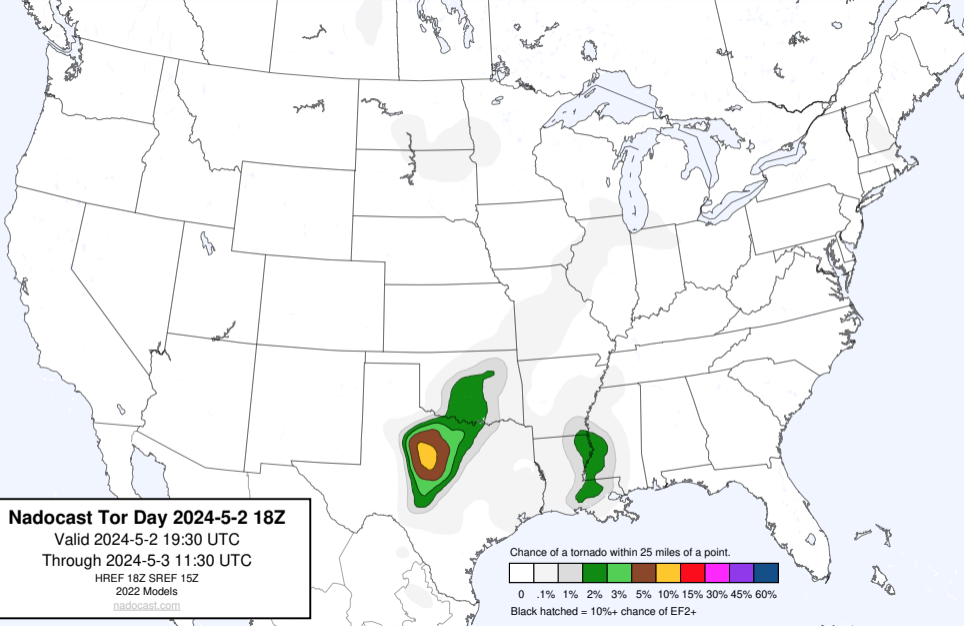 Nadocast Tor Day 2024-5-2 18Z
Valid 2024-5-2 19:30 UTC
Through 2024-5-3 11:30 UTC
HREF 18Z SREF 15Z
2022 Models
nadocast.com
Chance of a tornado within 25 miles of a point.
0 .1% 1% 2% 3% 5% 10% 15% 30% 45% 60%
Black hatched = 10%+ chance of EF2+